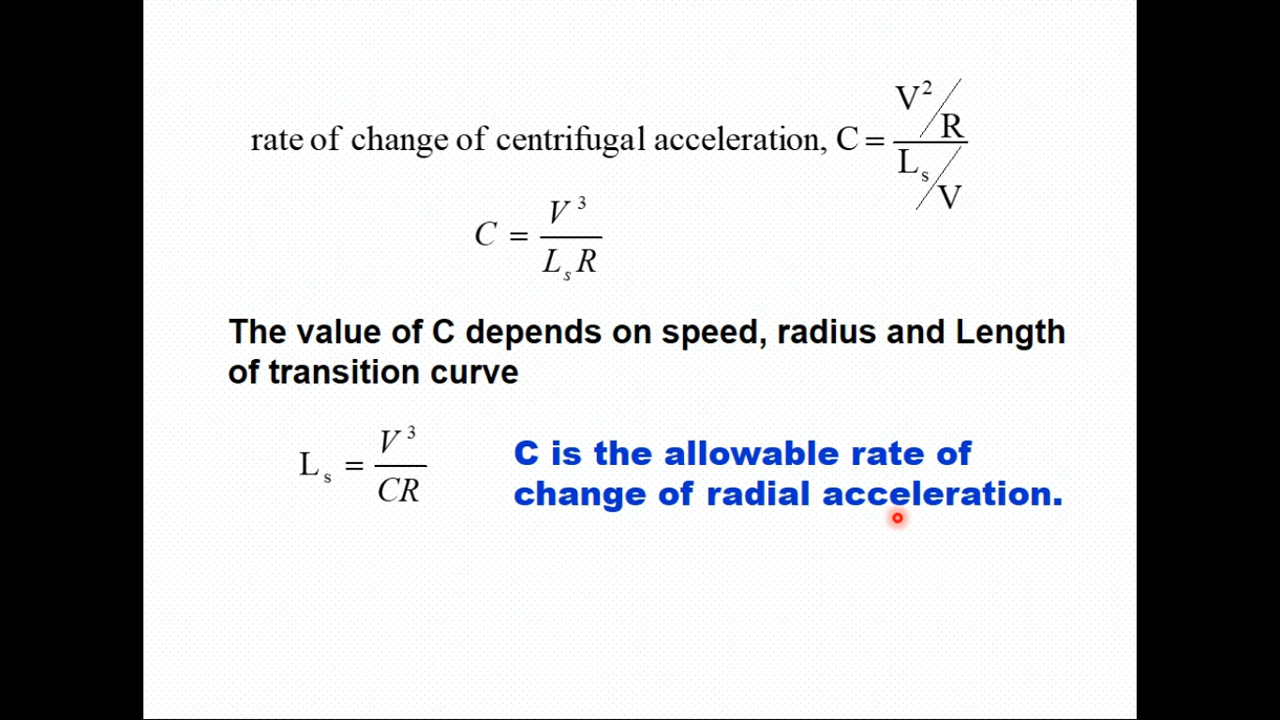 rate of change of centrifugal acceleration, C = (V²/R)/(Lₛ/V)
C = V³/(LₛR)
The value of C depends on speed, radius and Length
of transition curve
Lₛ = V³/(CR)
C is the allowable rate of
change of radial acceleration.